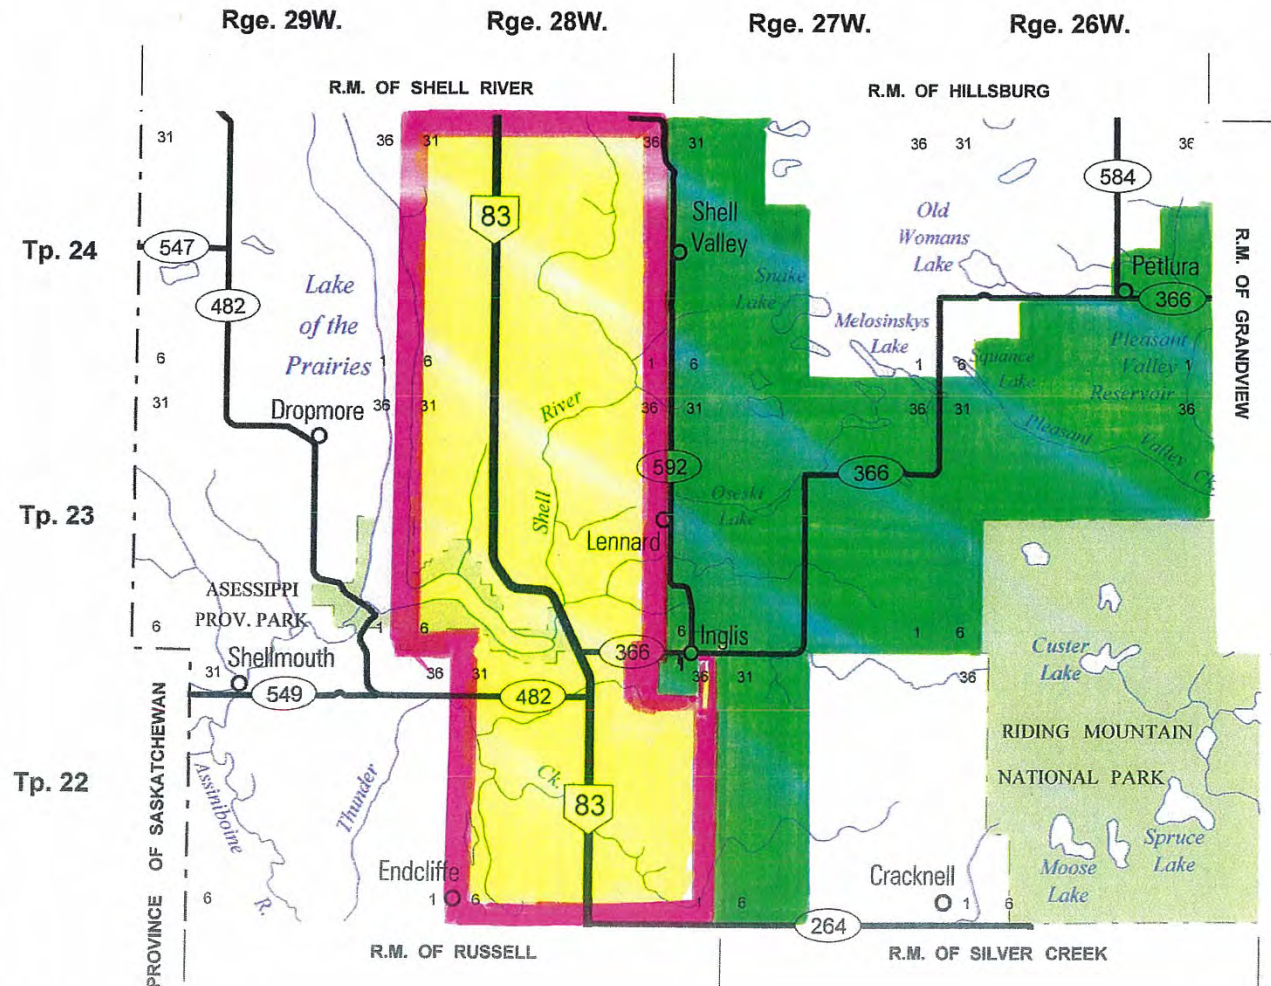 Rge. 29W. Rge. 28W. Rge. 27W. Rge. 26W.
R.M. OF SHELL RIVER R.M. OF HILLSBURG
31 36 31 36 31 36 31 36
584
83
Shell
Valley
Old
Womans
Lake
Tp. 24
547
R.M. OF GRANDVIEW
Petlura
482
Lake
of the
Prairies
Snake
Lake
366
Melosinskys
Lake
Pleasant
Valley
Reservoir
Squance
Lake
6 1 6 1 6 1 6 1
31 36 31 36 31 36 31 36
Dropmore
River
Pleasant
Valley
Ck.
592
366
Tp. 23
Shell
Oseski
Lake
Lennard
ASESSIPPI
PROV. PARK
6 1 6 6 1 6
Inglis
366
Shellmouth
Custer
Lake
31 36 31 36 31 36
549
482
RIDING MOUNTAIN
NATIONAL PARK
Tp. 22
PROVINCE OF SASKATCHEWAN
Assiniboine
R.
Thunder
Ck.
83
Spruce
Lake
Moose
Lake
Endcliffe
Cracknell
6 1 6 1 6 1 6
264
R.M. OF RUSSELL R.M. OF SILVER CREEK